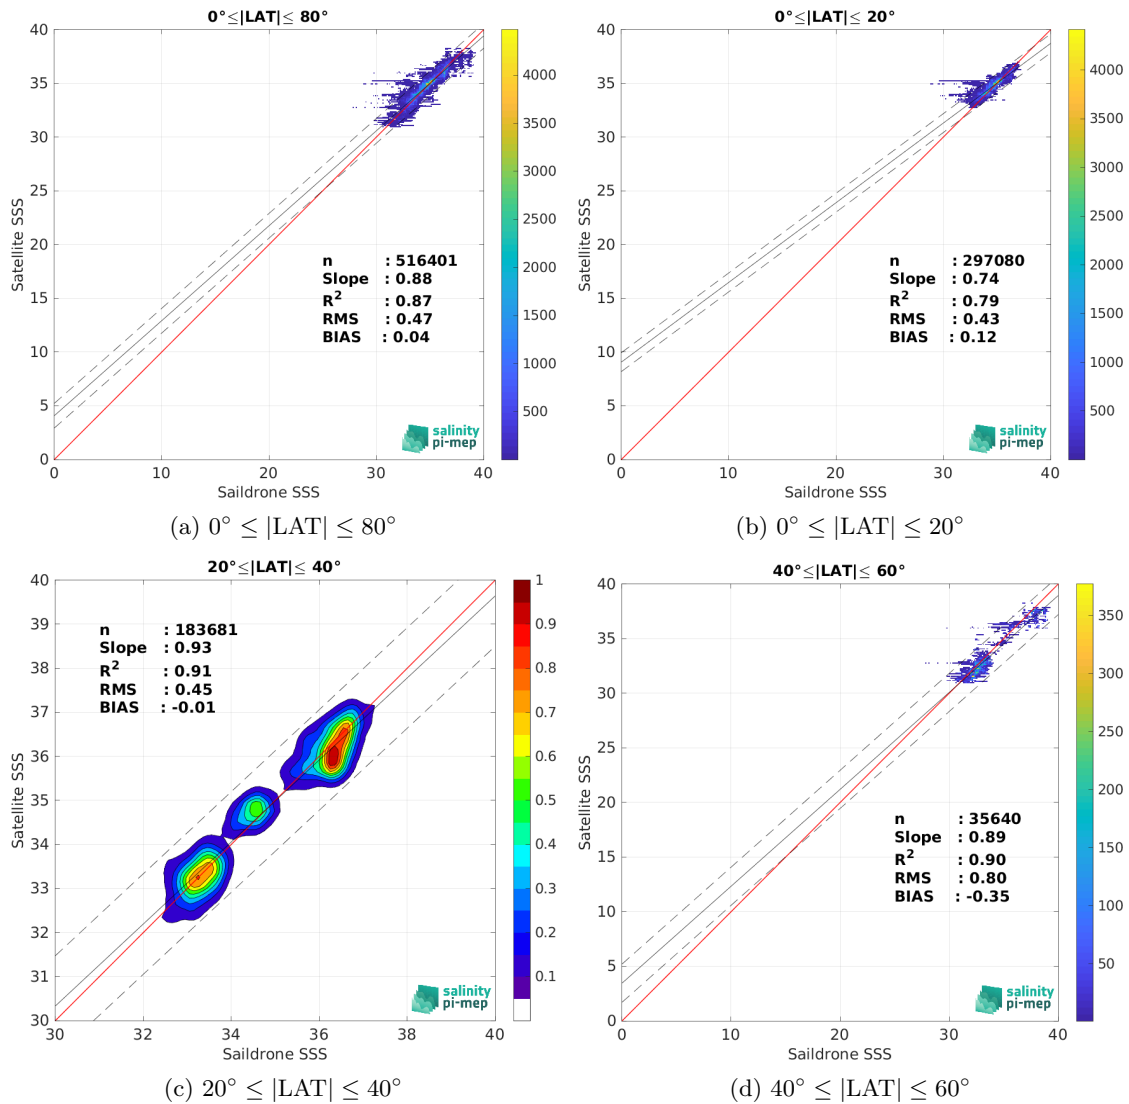 0°≤|LAT|≤ 80°
40
35
30
25
20
15
10
5
0
0
10
20
30
40
Satellite SSS
Saildrone SSS
n : 516401
Slope : 0.88
R² : 0.87
RMS : 0.47
BIAS : 0.04
salinity
pi-mep
4000
3500
3000
2500
2000
1500
1000
500
(a) 0° ≤ |LAT| ≤ 80°
0°≤|LAT|≤ 20°
40
35
30
25
20
15
10
5
0
0
10
20
30
40
Satellite SSS
Saildrone SSS
n : 297080
Slope : 0.74
R² : 0.79
RMS : 0.43
BIAS : 0.12
salinity
pi-mep
4000
3500
3000
2500
2000
1500
1000
500
(b) 0° ≤ |LAT| ≤ 20°
20°≤|LAT|≤ 40°
40
39
38
37
36
35
34
33
32
31
30
30
32
34
36
38
40
Satellite SSS
Saildrone SSS
n : 183681
Slope : 0.93
R² : 0.91
RMS : 0.45
BIAS : -0.01
salinity
pi-mep
1
0.9
0.8
0.7
0.6
0.5
0.4
0.3
0.2
0.1
(c) 20° ≤ |LAT| ≤ 40°
40°≤|LAT|≤ 60°
40
35
30
25
20
15
10
5
0
0
10
20
30
40
Satellite SSS
Saildrone SSS
n : 35640
Slope : 0.89
R² : 0.90
RMS : 0.80
BIAS : -0.35
salinity
pi-mep
350
300
250
200
150
100
50
(d) 40° ≤ |LAT| ≤ 60°